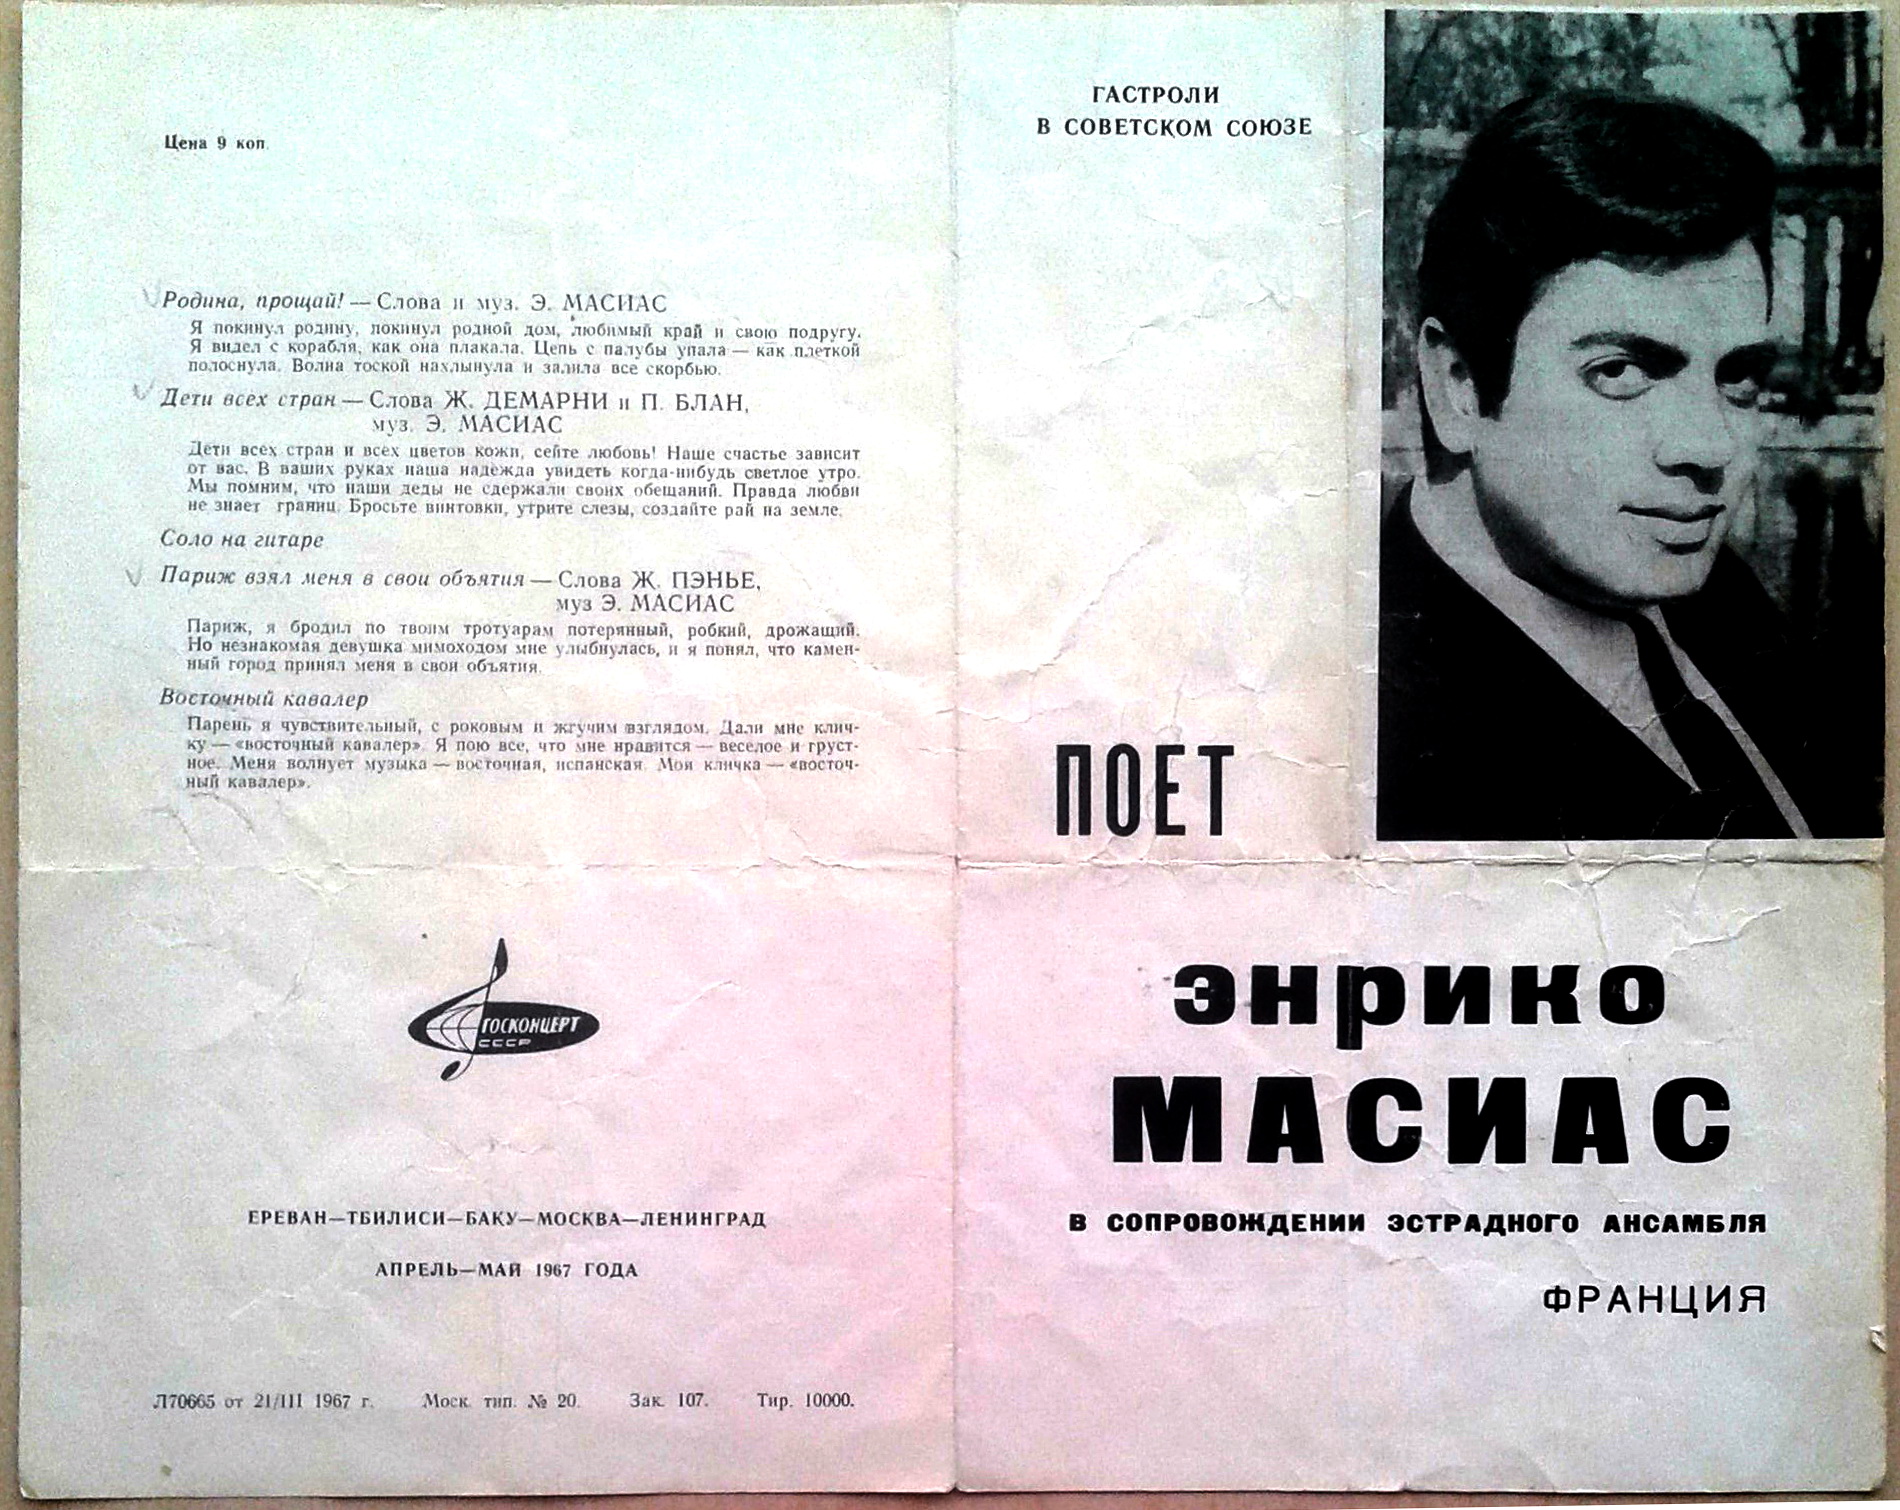 Цена 9 коп.
Родина, прощай! — Слова и муз. Э. МАСИАС
Я покинул родину, покинул родной дом, любимый край и свою подругу.
Я видел с корабля, как она плакала. Цепь с палубы упала — как плеткой
полоснула. Волна тоской нахлынула и залила все скорбью.
Дети всех стран — Слова Ж. ДЕМАРНИ и П. БЛАН,
муз. Э. МАСИАС
Дети всех стран и всех цветов кожи, сейте любовь! Наше счастье зависит
от вас. В ваших руках наша надежда увидеть когда-нибудь светлое утро.
Мы помним, что наши деды не сдержали своих обещаний. Правда любви
не знает границ. Бросьте винтовки, утрите слезы, создайте рай на земле.
Соло на гитаре
Париж взял меня в свои объятия — Слова Ж. ПЭНЬЕ,
муз Э. МАСИАС
Париж, я бродил по твоим тротуарам потерянный, робкий, дрожащий.
Но незнакомая девушка мимоходом мне улыбнулась, и я понял, что камен-
ный город принял меня в свои объятия.
Восточный кавалер
Парень я чувствительный, с роковым и жгучим взглядом. Дали мне клич-
ку — «восточный кавалер». Я пою все, что мне нравится — веселое и груст-
ное. Меня волнует музыка — восточная, испанская. Моя кличка — «восточ-
ный кавалер».
ГОСКОНЦЕРТ
СССР
ЕРЕВАН—ТБИЛИСИ—БАКУ—МОСКВА—ЛЕНИНГРАД
АПРЕЛЬ—МАЙ 1967 ГОДА
Л70665 от 21/III 1967 г. Моск. тип. № 20. Зак. 107. Тир. 10000.
ГАСТРОЛИ
В СОВЕТСКОМ СОЮЗЕ
ПОЕТ
энрико
МАСИАС
В СОПРОВОЖДЕНИИ ЭСТРАДНОГО АНСАМБЛЯ
ФРАНЦИЯ